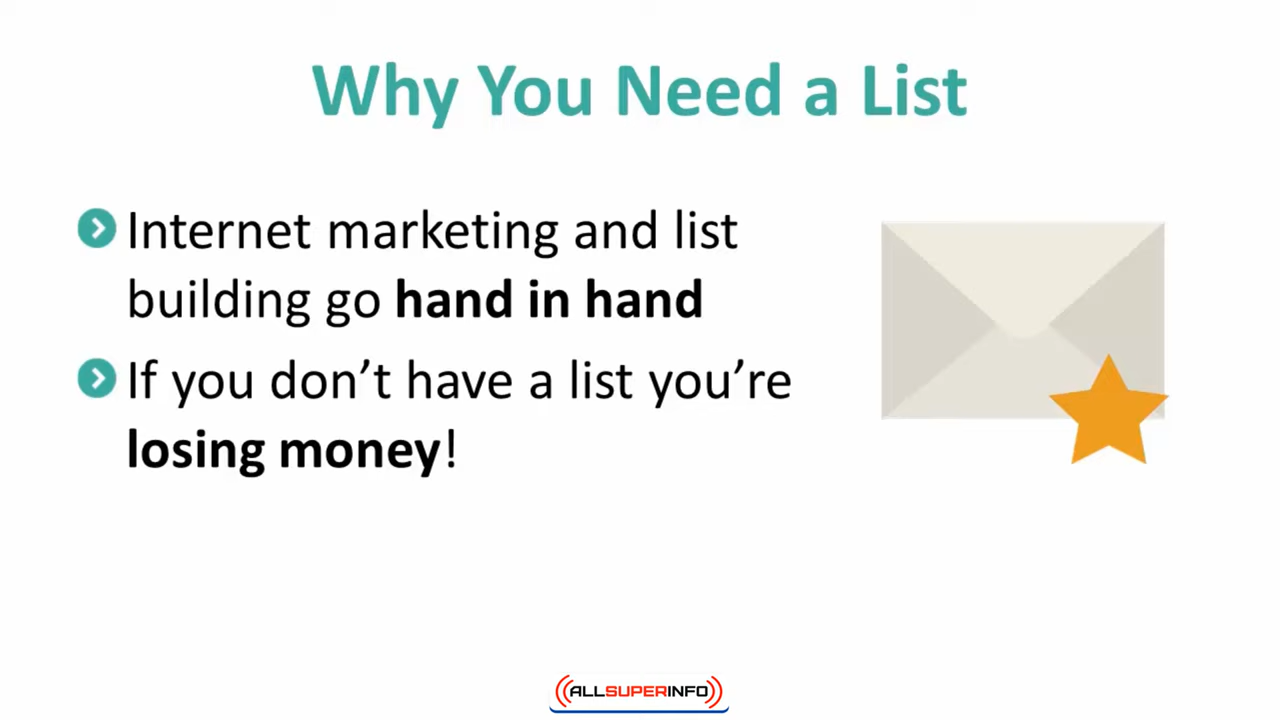 Why You Need a List
Internet marketing and list
building go hand in hand
If you don’t have a list you’re
losing money!
ALLSUPERINFO